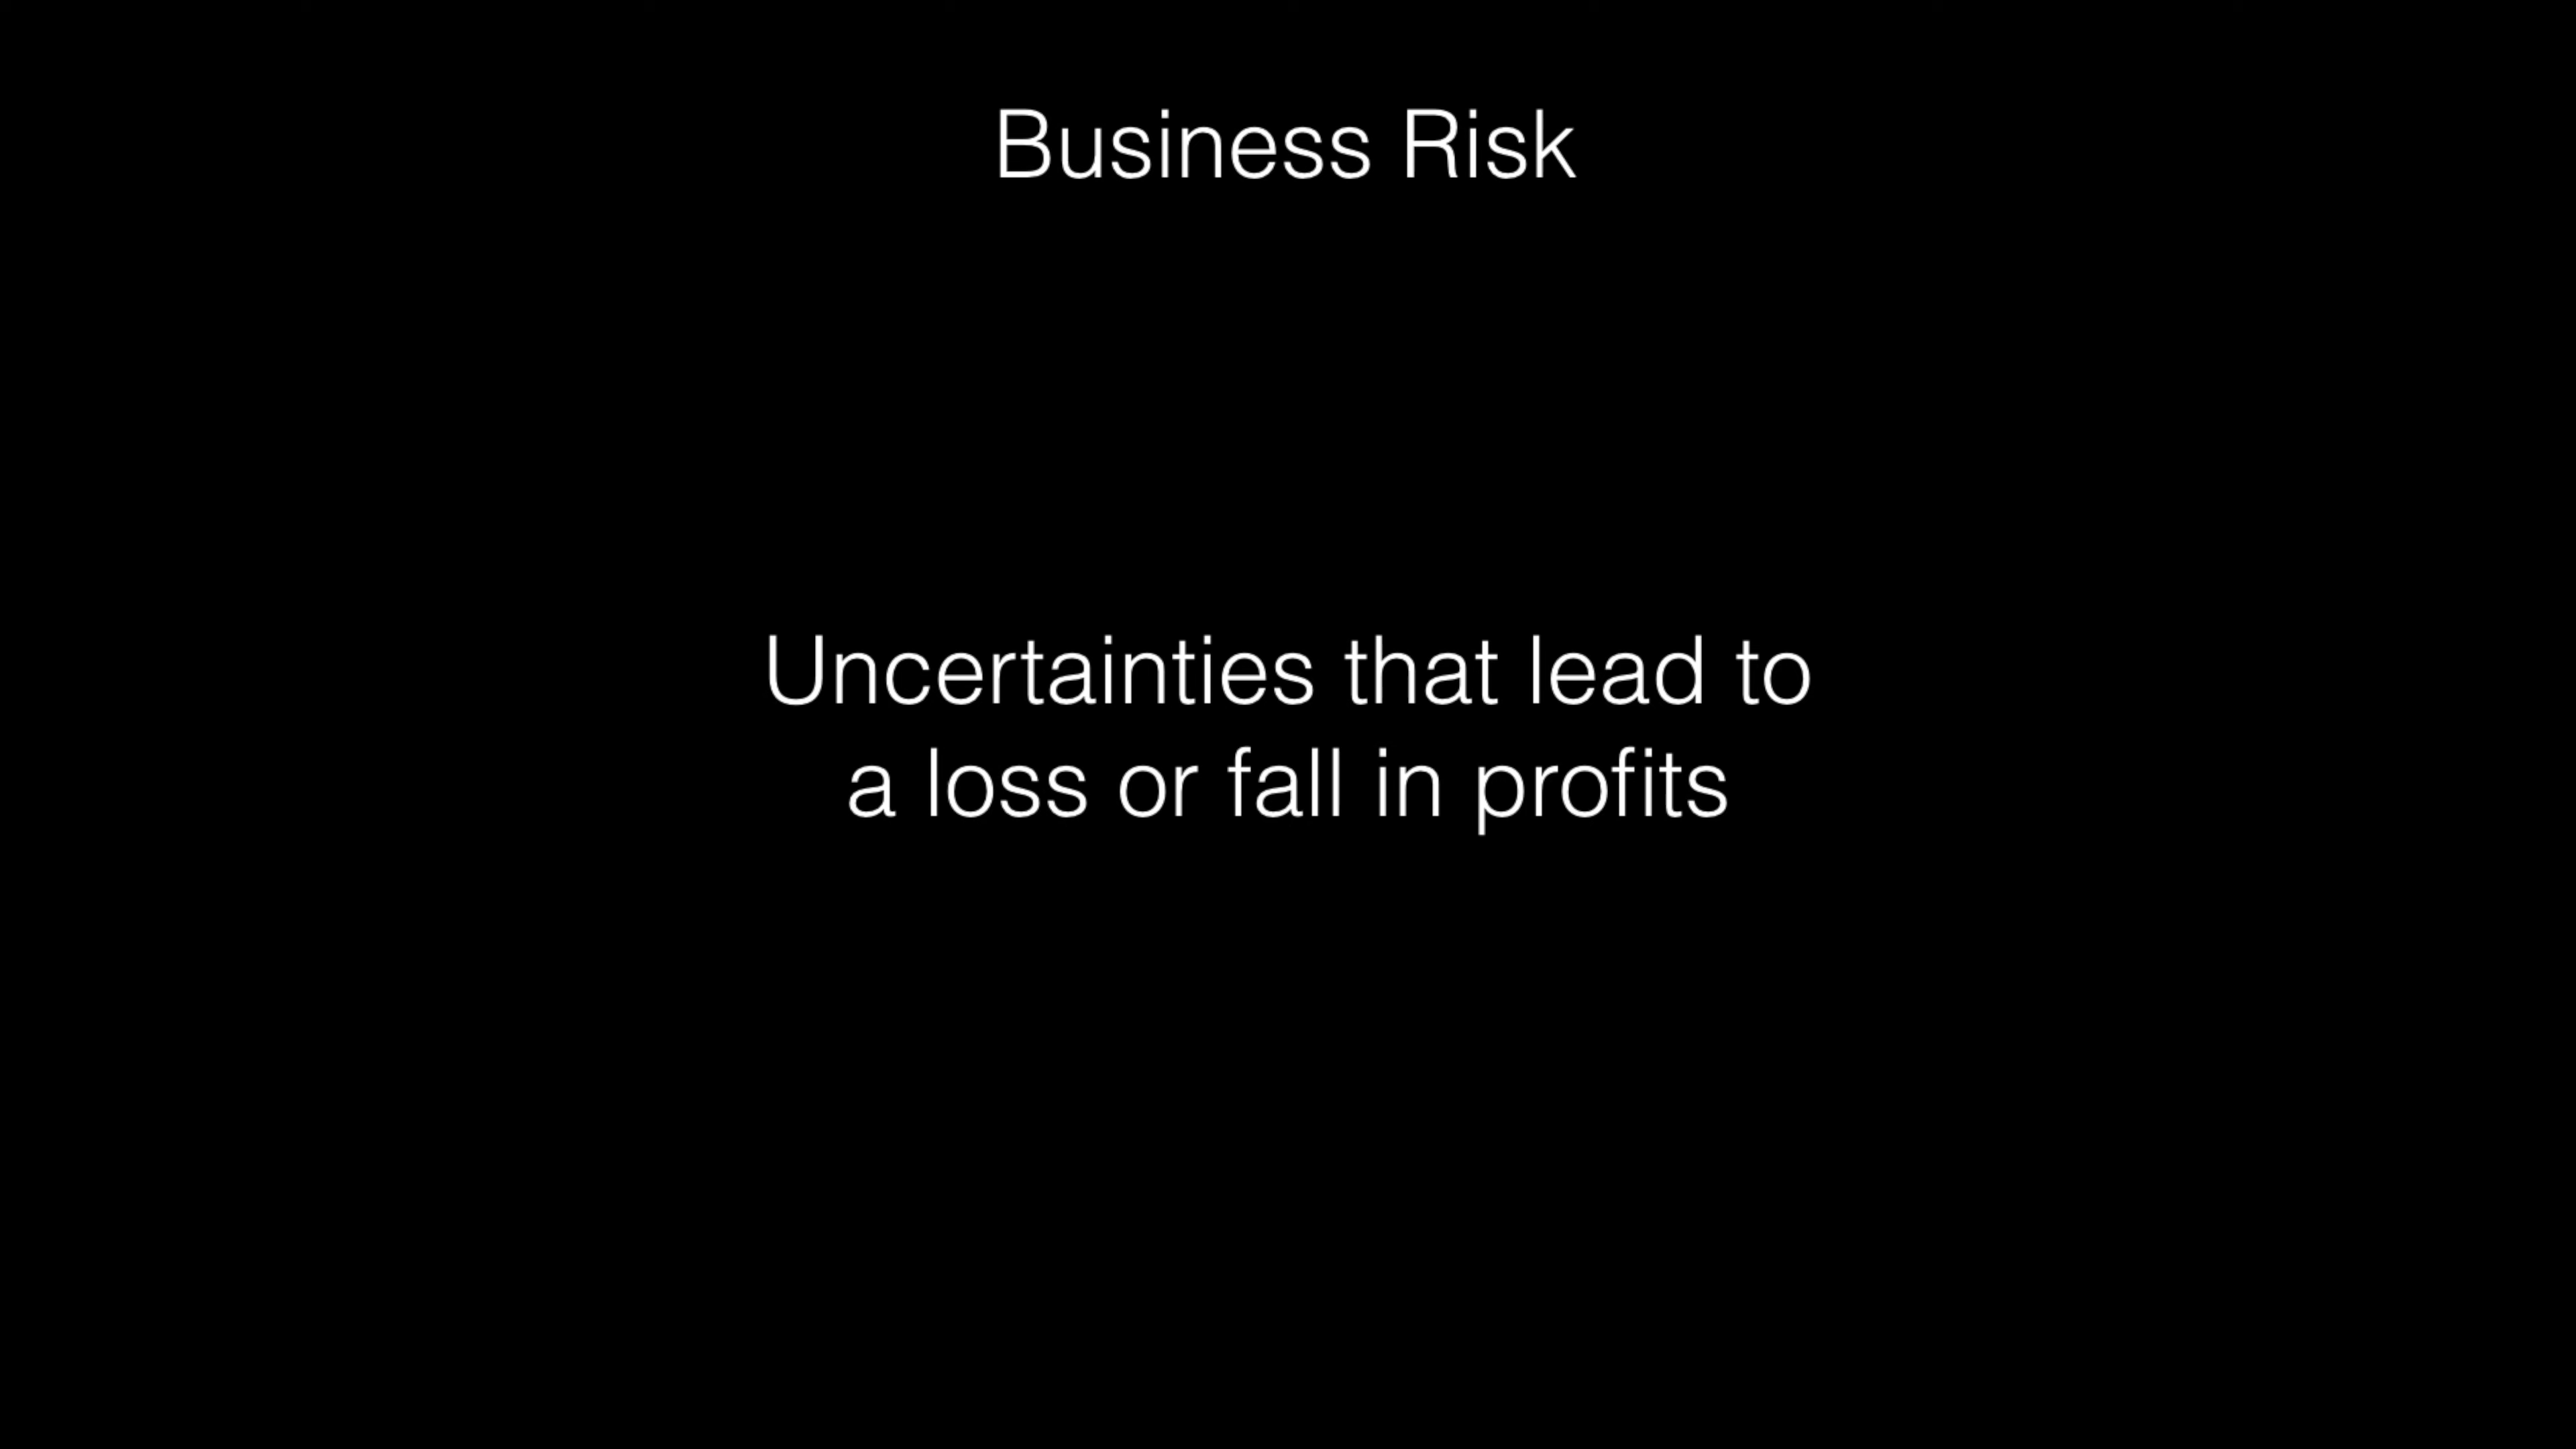 Business Risk
Uncertainties that lead to
a loss or fall in profits